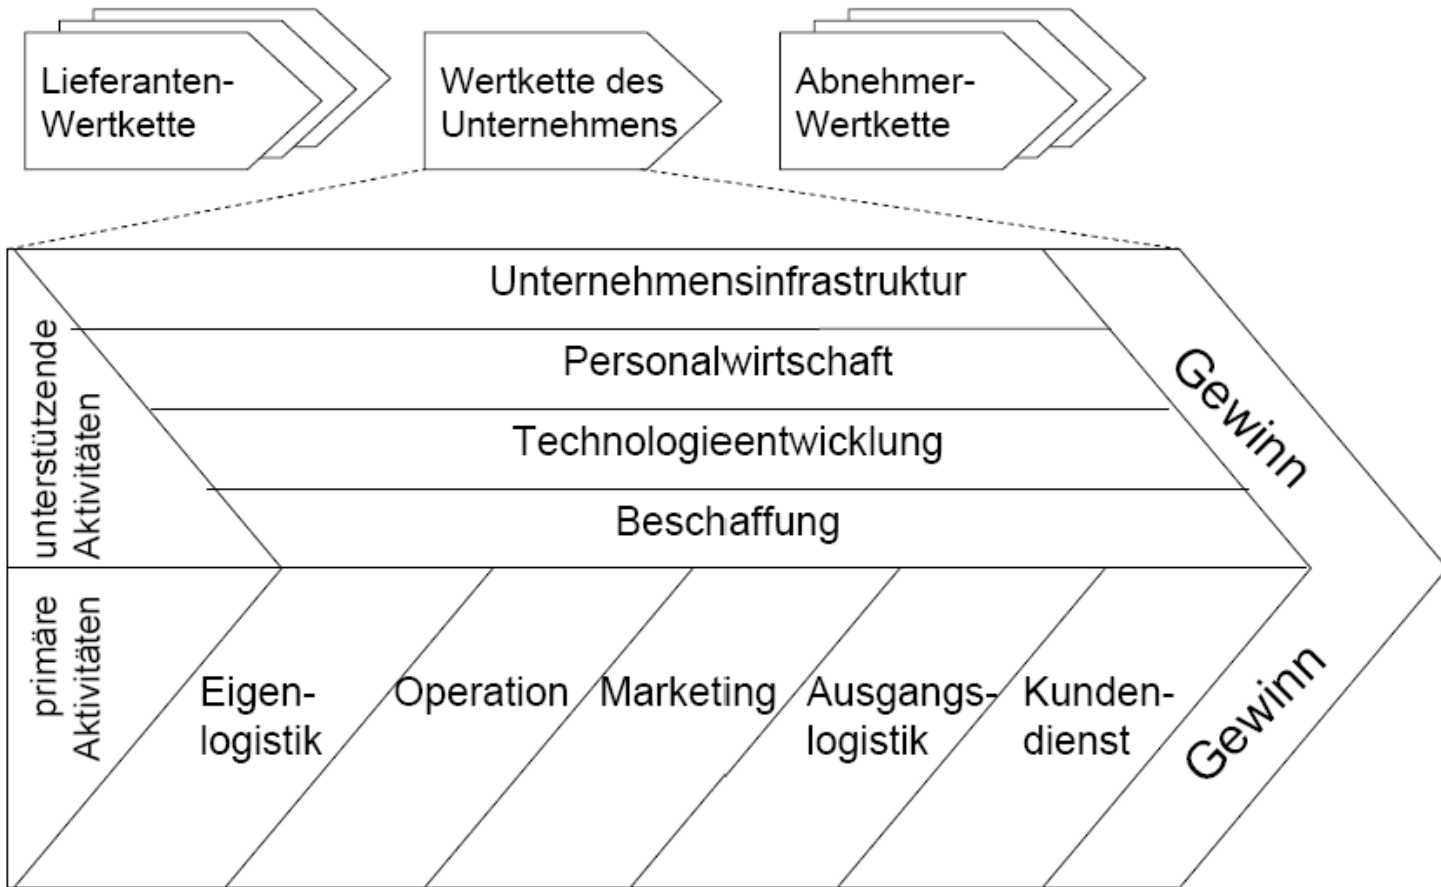 Lieferanten-
Wertkette
Wertkette des
Unternehmens
Abnehmer-
Wertkette
unterstützende
Aktivitäten
Unternehmensinfrastruktur
Personalwirtschaft
Technologieentwicklung
Beschaffung
Gewinn
primäre
Aktivitäten
Eigen-
logistik
Operation
Marketing
Ausgangs-
logistik
Kunden-
dienst
Gewinn